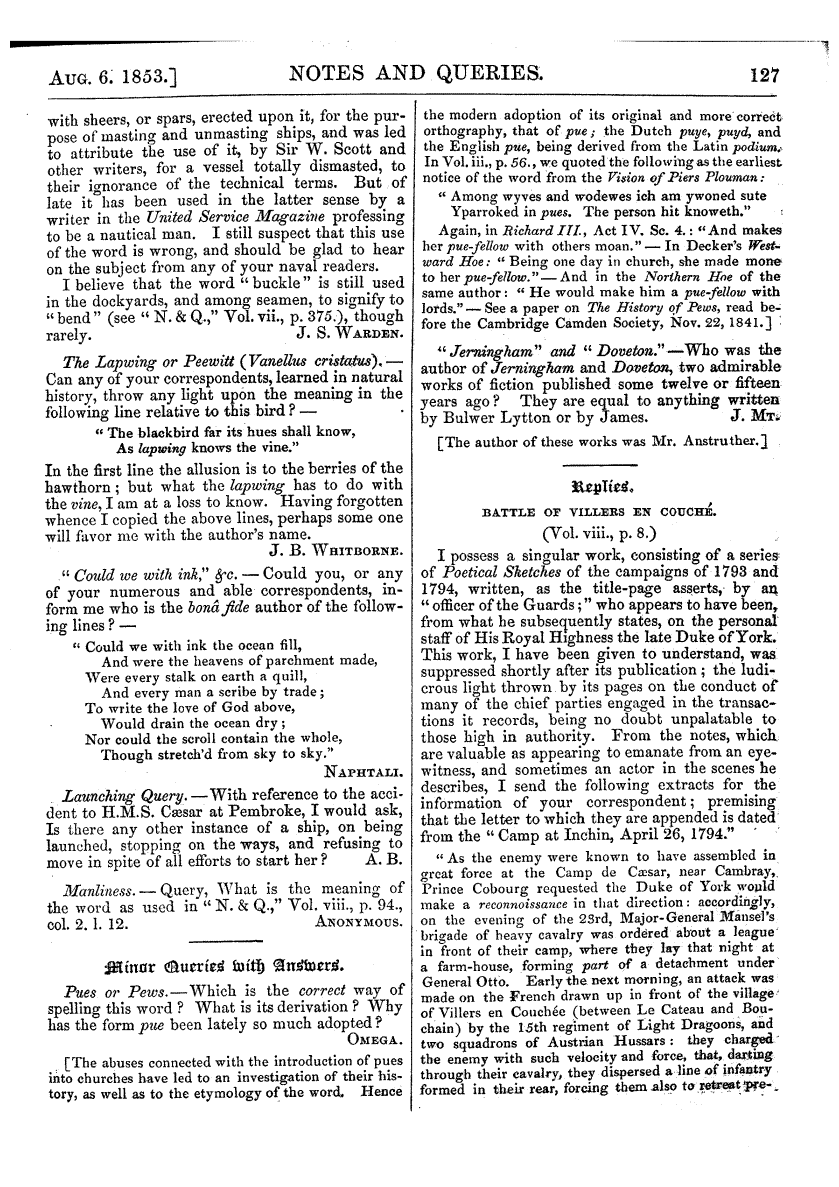 AUG. 6. 1853.] NOTES AND QUERIES. 127
with sheers, or spars, erected upon it, for the pur-
pose of masting and unmasting ships, and was led
to attribute the use of it, by Sir W. Scott and
other writers, for a vessel totally dismasted, to
their ignorance of the technical terms. But of
late it has been used in the latter sense by a
writer in the United Service Magazine professing
to be a nautical man. I still suspect that this use
of the word is wrong, and should be glad to hear
on the subject from any of your naval readers.
I believe that the word “buckle” is still used
in the dockyards, and among seamen, to signify to
“bend” (see “N. & Q.,” Vol. vii., p. 375.), though
rarely. J. S. WARDEN.
The Lapwing or Peewitt (Vanellus cristatus).—
Can any of your correspondents, learned in natural
history, throw any light upon the meaning in the
following line relative to this bird?—
“The blackbird far its hues shall know,
As lapwing knows the vine.”
In the first line the allusion is to the berries of the
hawthorn; but what the lapwing has to do with
the vine, I am at a loss to know. Having forgotten
whence I copied the above lines, perhaps some one
will favor me with the author's name.
J. B. WHITBORNE.
“Could we with ink,” &c.—Could you, or any
of your numerous and able correspondents, in-
form me who is the bonâ fide author of the follow-
ing lines?—
“Could we with ink the ocean fill,
And were the heavens of parchment made,
Were every stalk on earth a quill,
And every man a scribe by trade;
To write the love of God above,
Would drain the ocean dry;
Nor could the scroll contain the whole,
Though stretch'd from sky to sky.”
NAPHTALI.
Launching Query.—With reference to the acci-
dent to H.M.S. Cæsar at Pembroke, I would ask,
Is there any other instance of a ship, on being
launched, stopping on the ways, and refusing to
move in spite of all efforts to start her? A. B.
Manliness.—Query, What is the meaning of
the word as used in “N. & Q.,” Vol. viii., p. 94.,
col. 2. l. 12. ANONYMOUS.
Minor Queries with Answers.
Pues or Pews.—Which is the correct way of
spelling this word? What is its derivation? Why
has the form pue been lately so much adopted?
OMEGA.
[The abuses connected with the introduction of pues
into churches have led to an investigation of their his-
tory, as well as to the etymology of the word. Hence
the modern adoption of its original and more correct
orthography, that of pue; the Dutch puye, puyd, and
the English pue, being derived from the Latin podium.
In Vol. iii., p. 56., we quoted the following as the earliest
notice of the word from the Vision of Piers Plouman:
“Among wyves and wodewes ich am ywoned sute
Yparroked in pues. The person hit knoweth.”
Again, in Richard III., Act IV. Sc. 4.: “And makes
her pue-fellow with others moan.”—In Decker's West-
ward Hoe: “Being one day in church, she made mone
to her pue-fellow.”—And in the Northern Hoe of the
same author: “He would make him a pue-fellow with
lords.”—See a paper on The History of Pews, read be-
fore the Cambridge Camden Society, Nov. 22, 1841.]
“Jerningham” and “Doveton.”—Who was the
author of Jerningham and Doveton, two admirable
works of fiction published some twelve or fifteen
years ago? They are equal to anything written
by Bulwer Lytton or by James. J. MT.
[The author of these works was Mr. Anstruther.]
Replies.
BATTLE OF VILLERS EN COUCHÉ.
(Vol. viii., p. 8.)
I possess a singular work, consisting of a series
of Poetical Sketches of the campaigns of 1793 and
1794, written, as the title-page asserts, by an
“officer of the Guards;” who appears to have been,
from what he subsequently states, on the personal
staff of His Royal Highness the late Duke of York.
This work, I have been given to understand, was
suppressed shortly after its publication; the ludi-
crous light thrown by its pages on the conduct of
many of the chief parties engaged in the transac-
tions it records, being no doubt unpalatable to
those high in authority. From the notes, which
are valuable as appearing to emanate from an eye-
witness, and sometimes an actor in the scenes he
describes, I send the following extracts for the
information of your correspondent; premising
that the letter to which they are appended is dated
from the “Camp at Inchin, April 26, 1794.”
“As the enemy were known to have assembled in
great force at the Camp de Cæsar, near Cambray,
Prince Cobourg requested the Duke of York would
make a reconnoissance in that direction: accordingly,
on the evening of the 23rd, Major-General Mansel's
brigade of heavy cavalry was ordered about a league
in front of their camp, where they lay that night at
a farm-house, forming part of a detachment under
General Otto. Early the next morning, an attack was
made on the French drawn up in front of the village
of Villers en Couchée (between Le Cateau and Bou-
chain) by the 15th regiment of Light Dragoons, and
two squadrons of Austrian Hussars: they charged
the enemy with such velocity and force, that, darting
through their cavalry, they dispersed a line of infantry
formed in their rear, forcing them also to retreat pre-